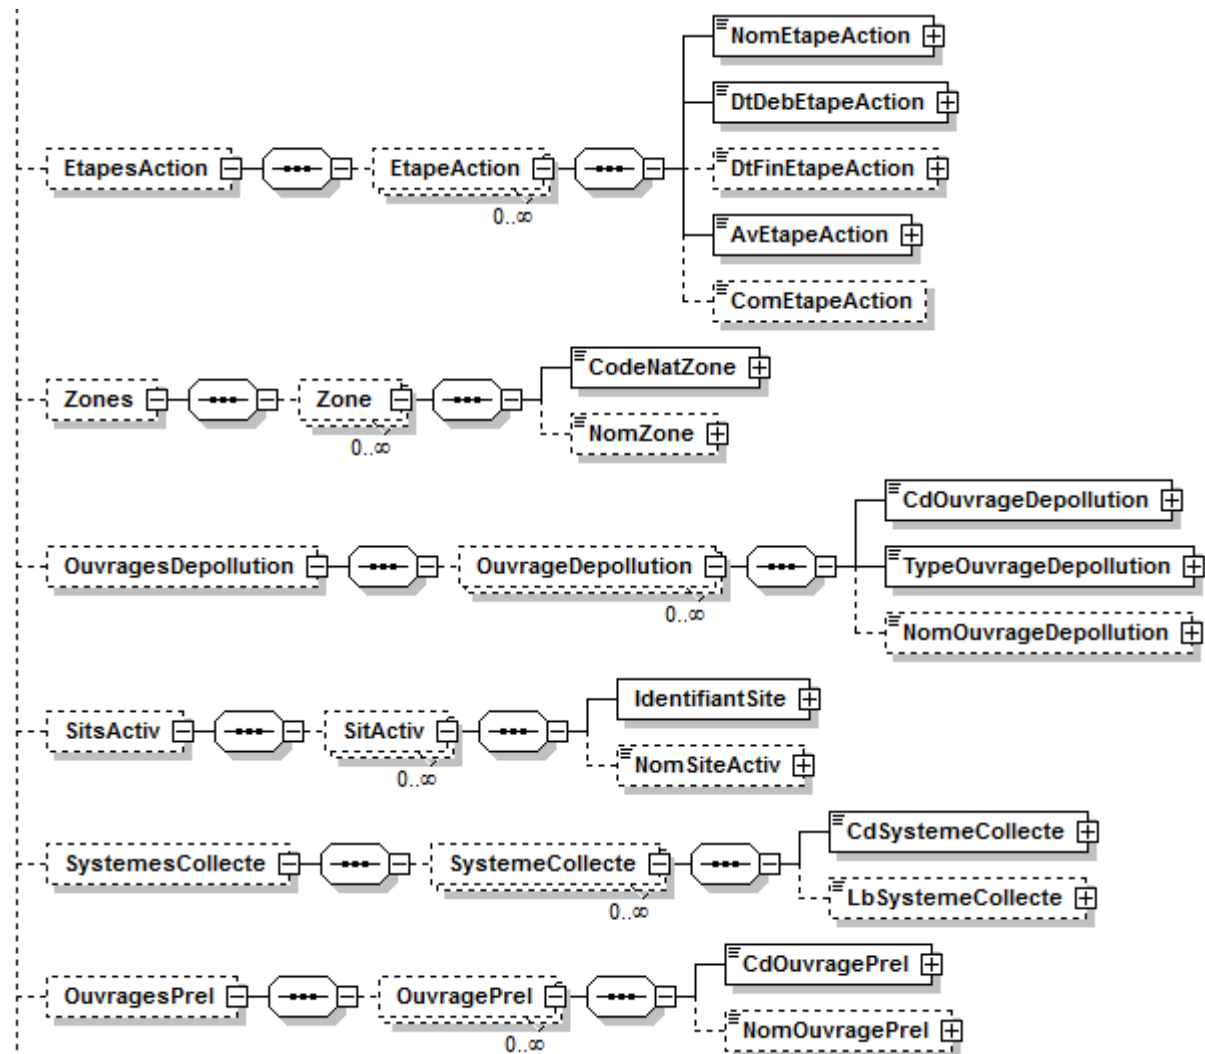 NomEtapeAction
DtDebEtapeAction
EtapesAction EtapeAction DtFinEtapeAction
0..∞
AvEtapeAction
ComEtapeAction
CodeNatZone
Zones Zone
0..∞
NomZone
CdOuvrageDepollution
OuvragesDepollution OuvrageDepollution TypeOuvrageDepollution
0..∞
NomOuvrageDepollution
IdentifiantSite
SitsActiv SitActiv
0..∞
NomSiteActiv
CdSystemeCollecte
SystemesCollecte SystemeCollecte
0..∞
LbSystemeCollecte
CdOuvragePrel
OuvragesPrel OuvragePrel
0..∞
NomOuvragePrel